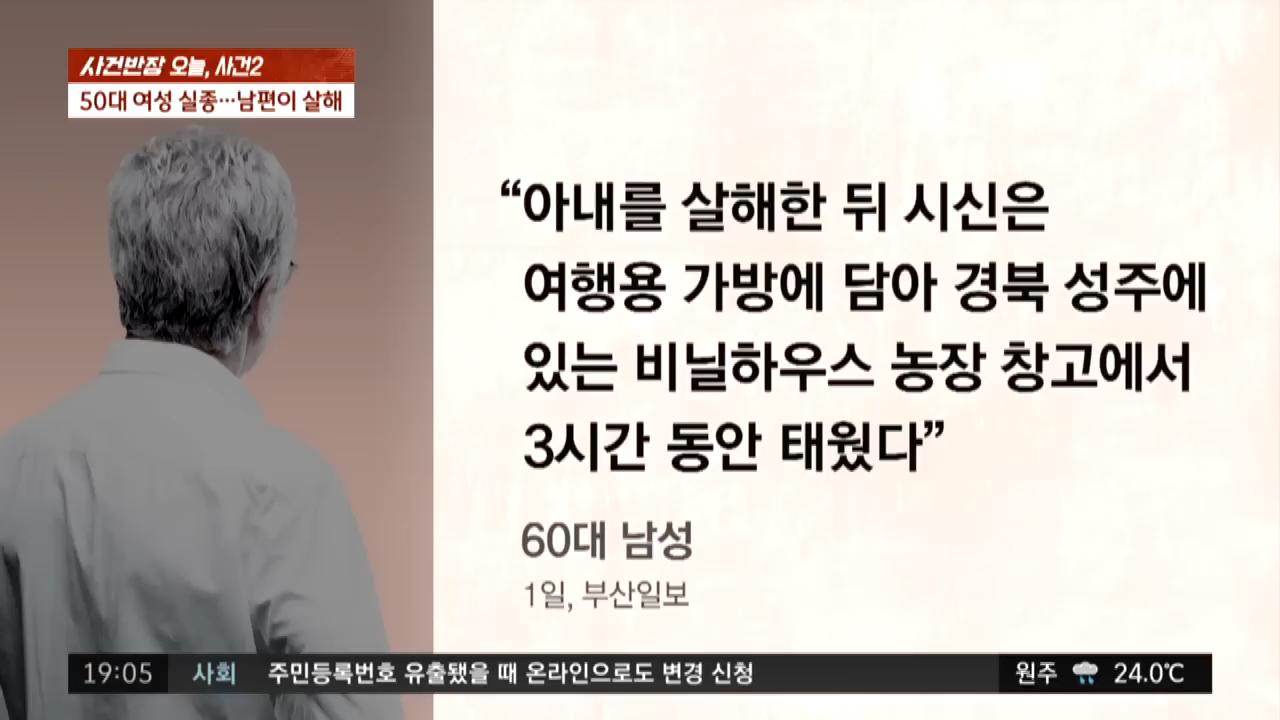 사건반장 오늘, 사건2
50대 여성 실종…남편이 살해
“아내를 살해한 뒤 시신은
여행용 가방에 담아 경북 성주에
있는 비닐하우스 농장 창고에서
3시간 동안 태웠다”
60대 남성
1일, 부산일보
19:05 사회 주민등록번호 유출됐을 때 온라인으로도 변경 신청 원주 24.0℃